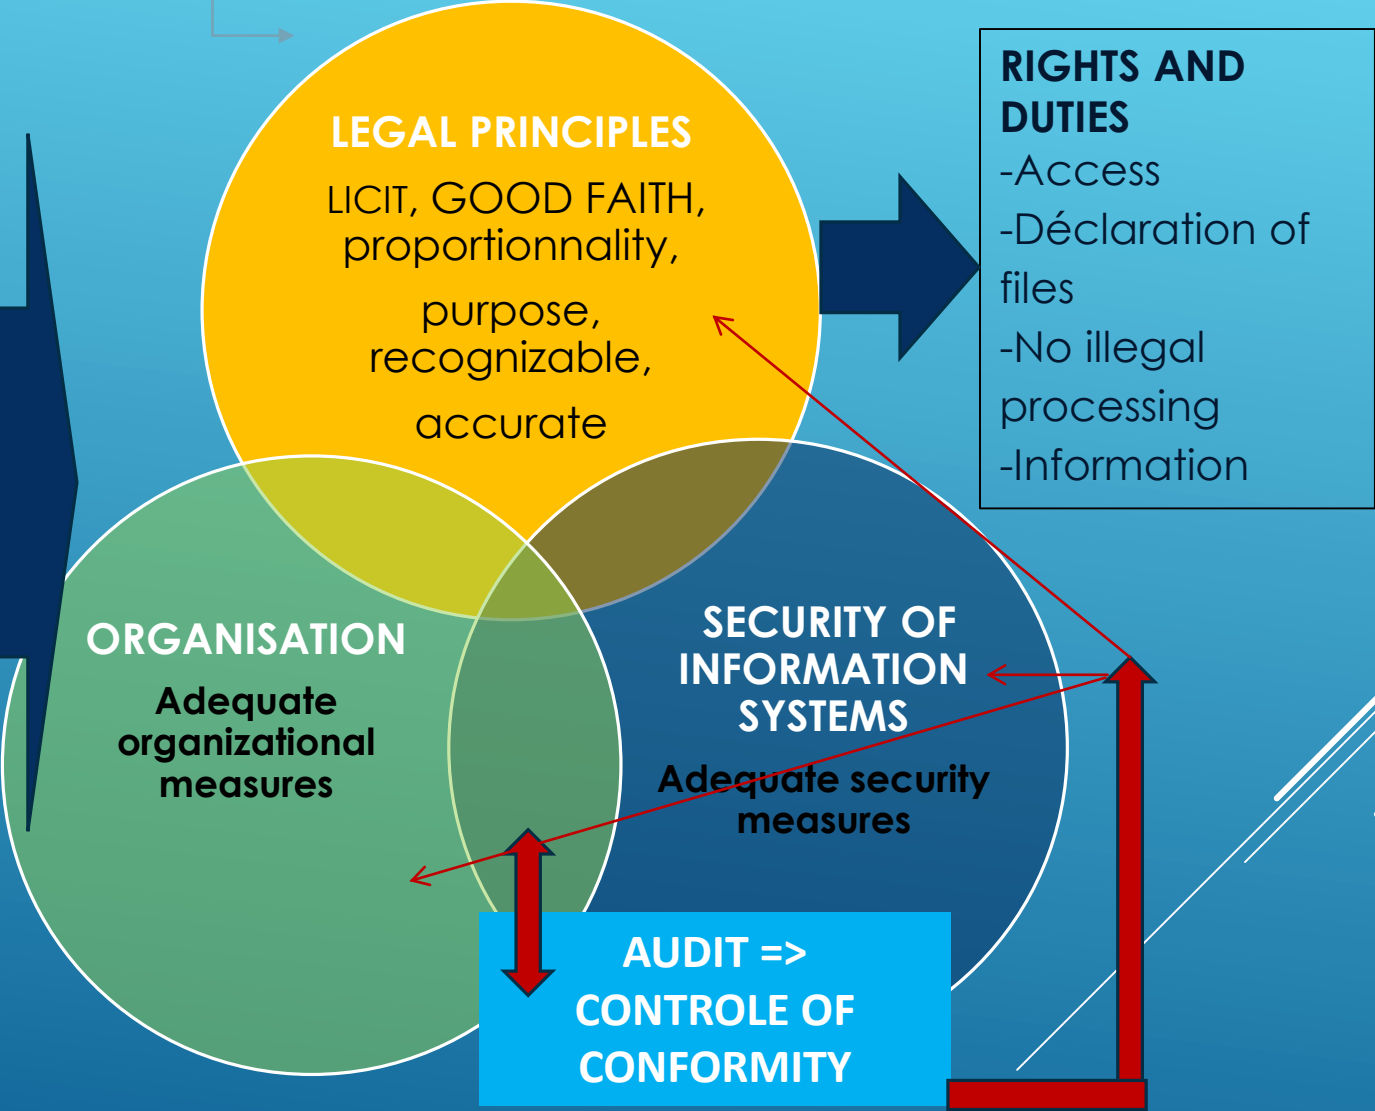 LEGAL PRINCIPLES
LICIT, GOOD FAITH,
proportionnality,
purpose,
recognizable,
accurate
RIGHTS AND
DUTIES
-Access
-Déclaration of
files
-No illegal
processing
-Information
ORGANISATION
Adequate
organizational
measures
SECURITY OF
INFORMATION
SYSTEMS
Adequate security
measures
AUDIT =>
CONTROLE OF
CONFORMITY